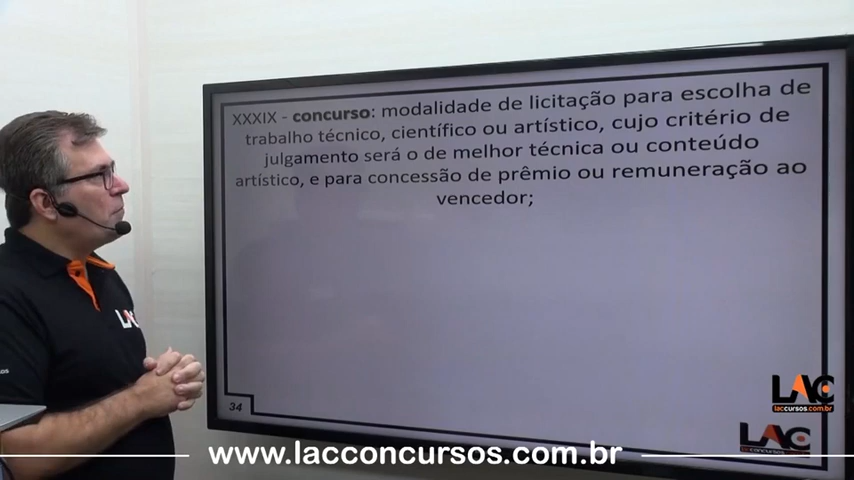 XXXIX - concurso: modalidade de licitação para escolha de
trabalho técnico, científico ou artístico, cujo critério de
julgamento será o de melhor técnica ou conteúdo
artístico, e para concessão de prêmio ou remuneração ao
vencedor;
34
LAC
LAC
laccursos.com.br
LAC
www.lacconcursos.com.br